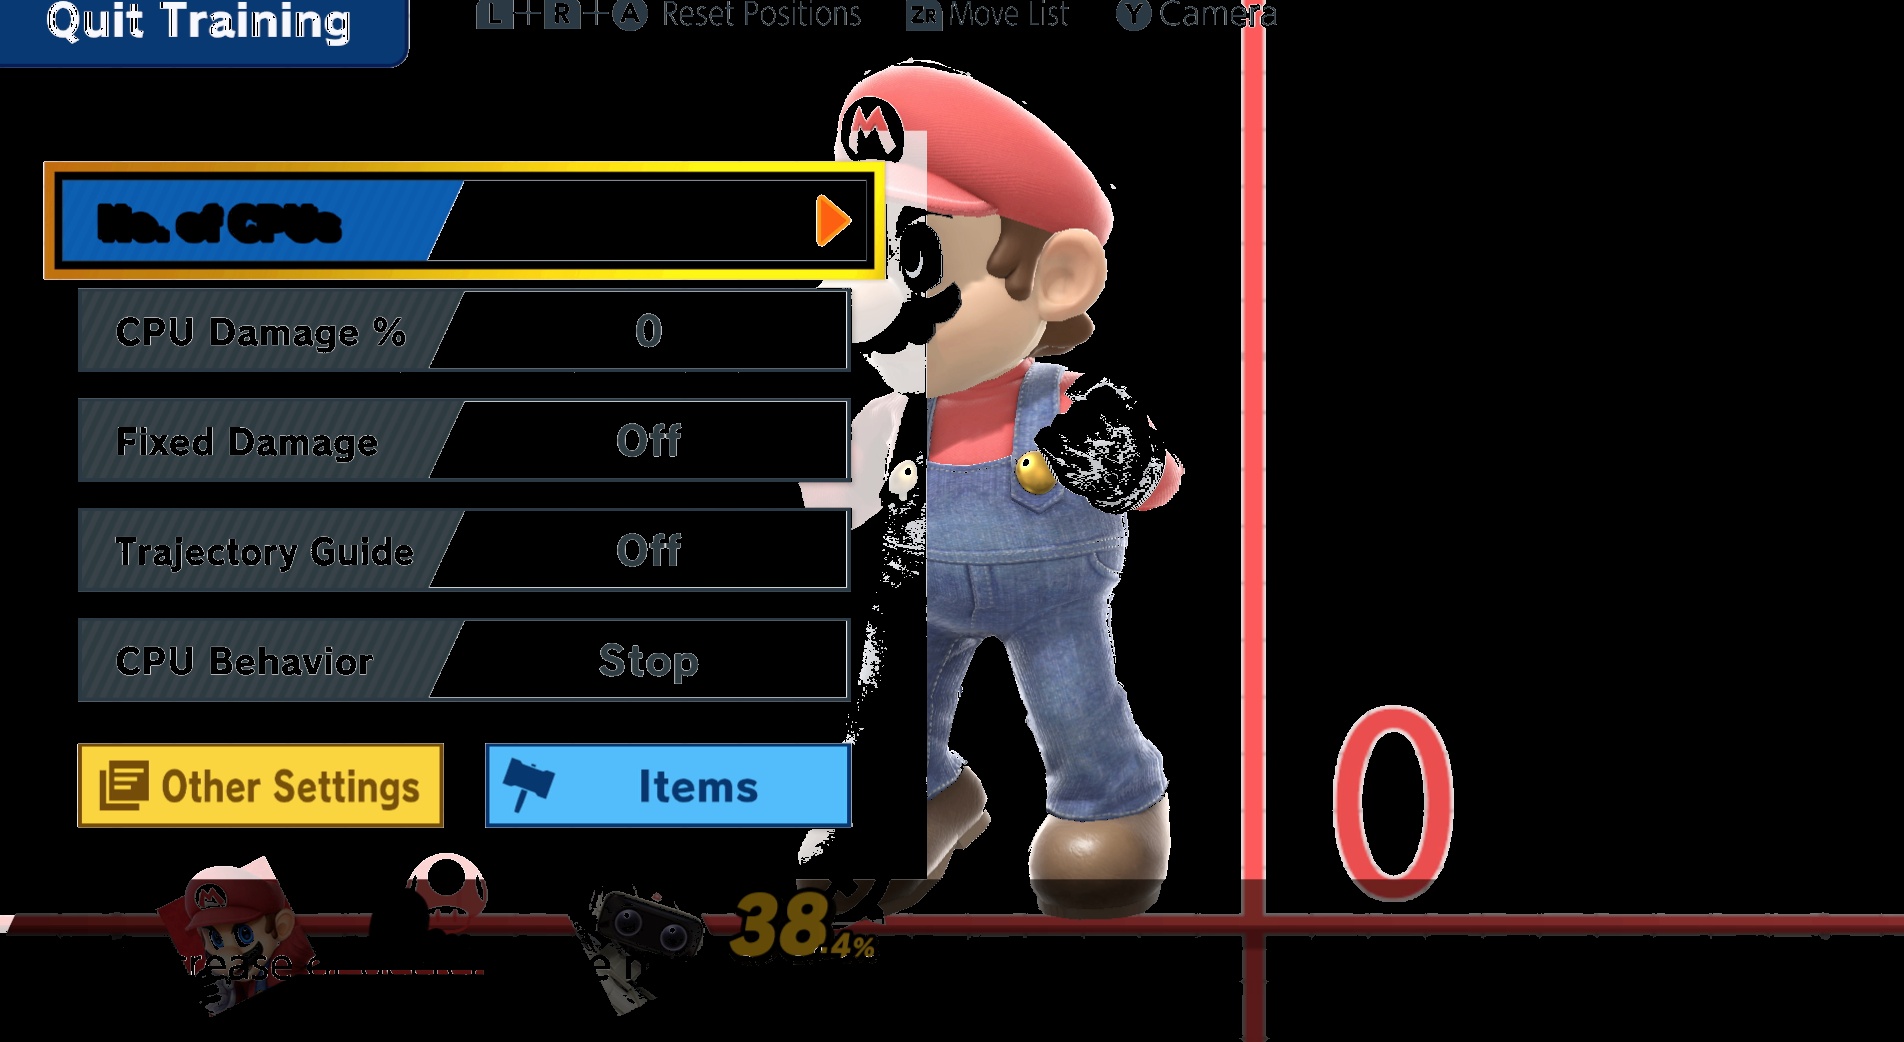 Quit Training
L+R+A Reset Positions ZR Move List Y Camera
M
No. of CPUs
CPU Damage % 0
Fixed Damage Off
Trajectory Guide Off
CPU Behavior Stop
Other Settings Items
0
38.4%